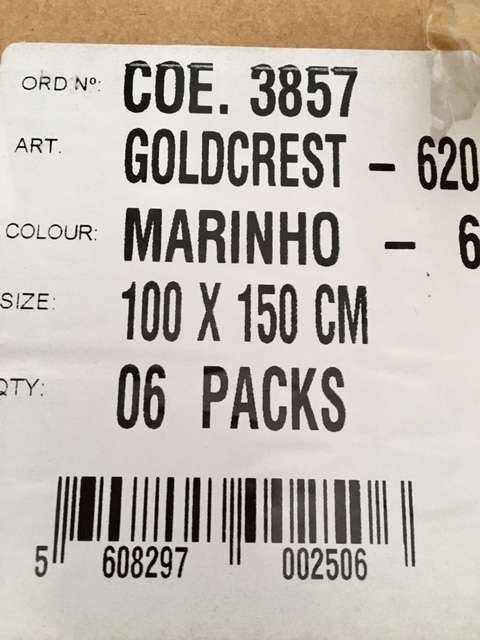 ORD Nº: COE. 3857
ART. GOLDCREST - 620
COLOUR: MARINHO - 6
SIZE: 100 X 150 CM
QTY: 06 PACKS
5 608297 002506